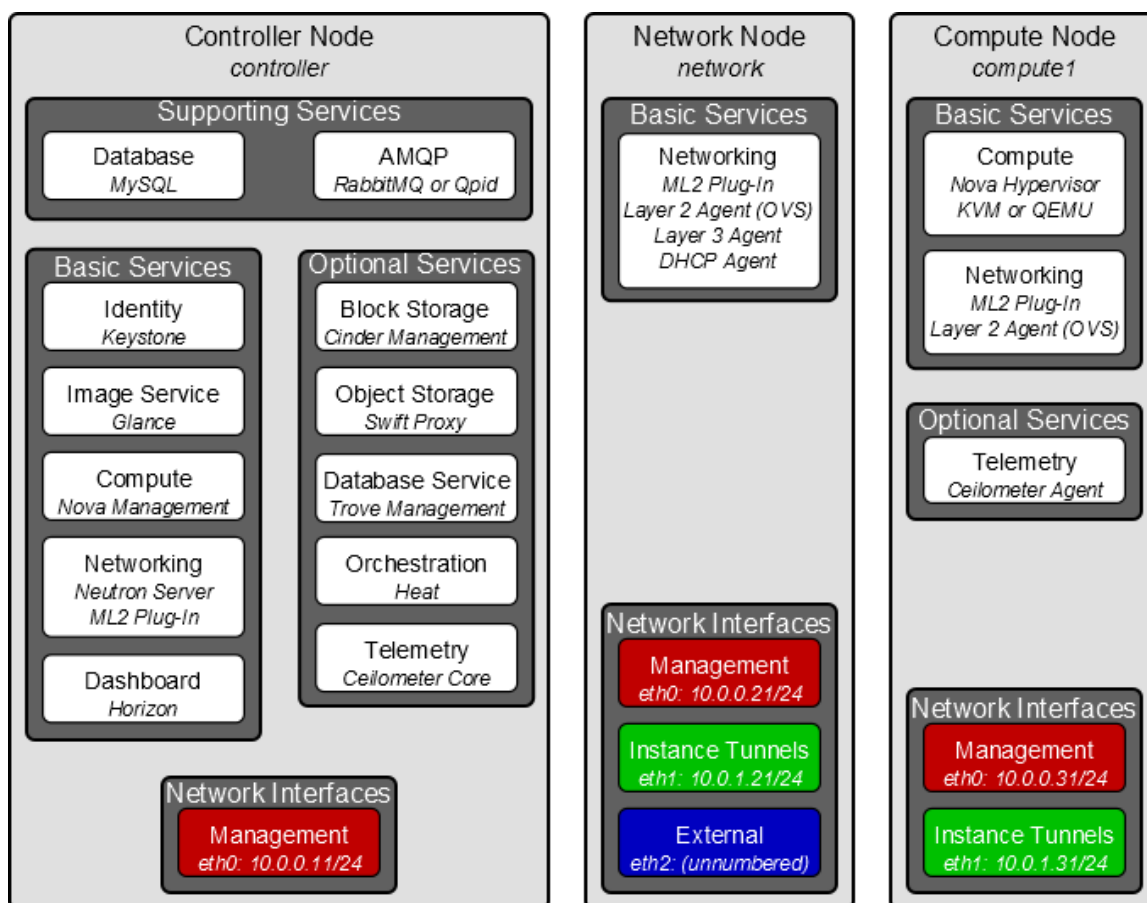 Controller Node
controller
Supporting Services
Database
MySQL
AMQP
RabbitMQ or Qpid
Basic Services
Identity
Keystone
Image Service
Glance
Compute
Nova Management
Networking
Neutron Server
ML2 Plug-In
Dashboard
Horizon
Optional Services
Block Storage
Cinder Management
Object Storage
Swift Proxy
Database Service
Trove Management
Orchestration
Heat
Telemetry
Ceilometer Core
Network Interfaces
Management
eth0: 10.0.0.11/24
Network Node
network
Basic Services
Networking
ML2 Plug-In
Layer 2 Agent (OVS)
Layer 3 Agent
DHCP Agent
Network Interfaces
Management
eth0: 10.0.0.21/24
Instance Tunnels
eth1: 10.0.1.21/24
External
eth2: (unnumbered)
Compute Node
compute1
Basic Services
Compute
Nova Hypervisor
KVM or QEMU
Networking
ML2 Plug-In
Layer 2 Agent (OVS)
Optional Services
Telemetry
Ceilometer Agent
Network Interfaces
Management
eth0: 10.0.0.31/24
Instance Tunnels
eth1: 10.0.1.31/24